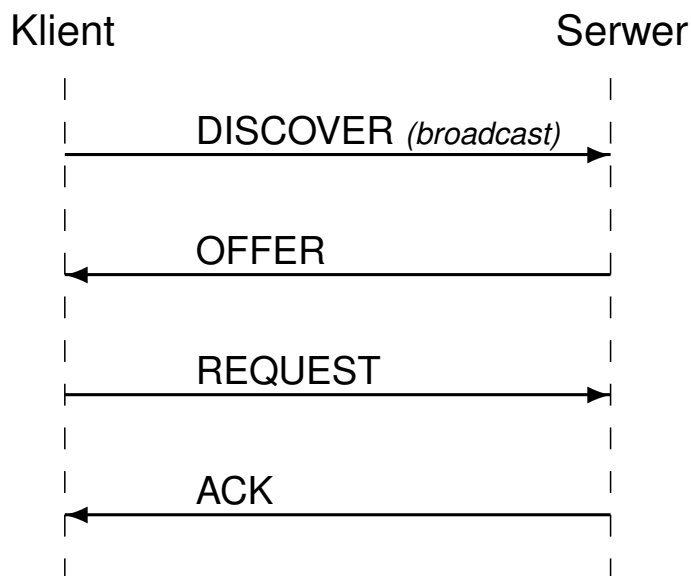 Klient Serwer
DISCOVER (broadcast)
OFFER
REQUEST
ACK